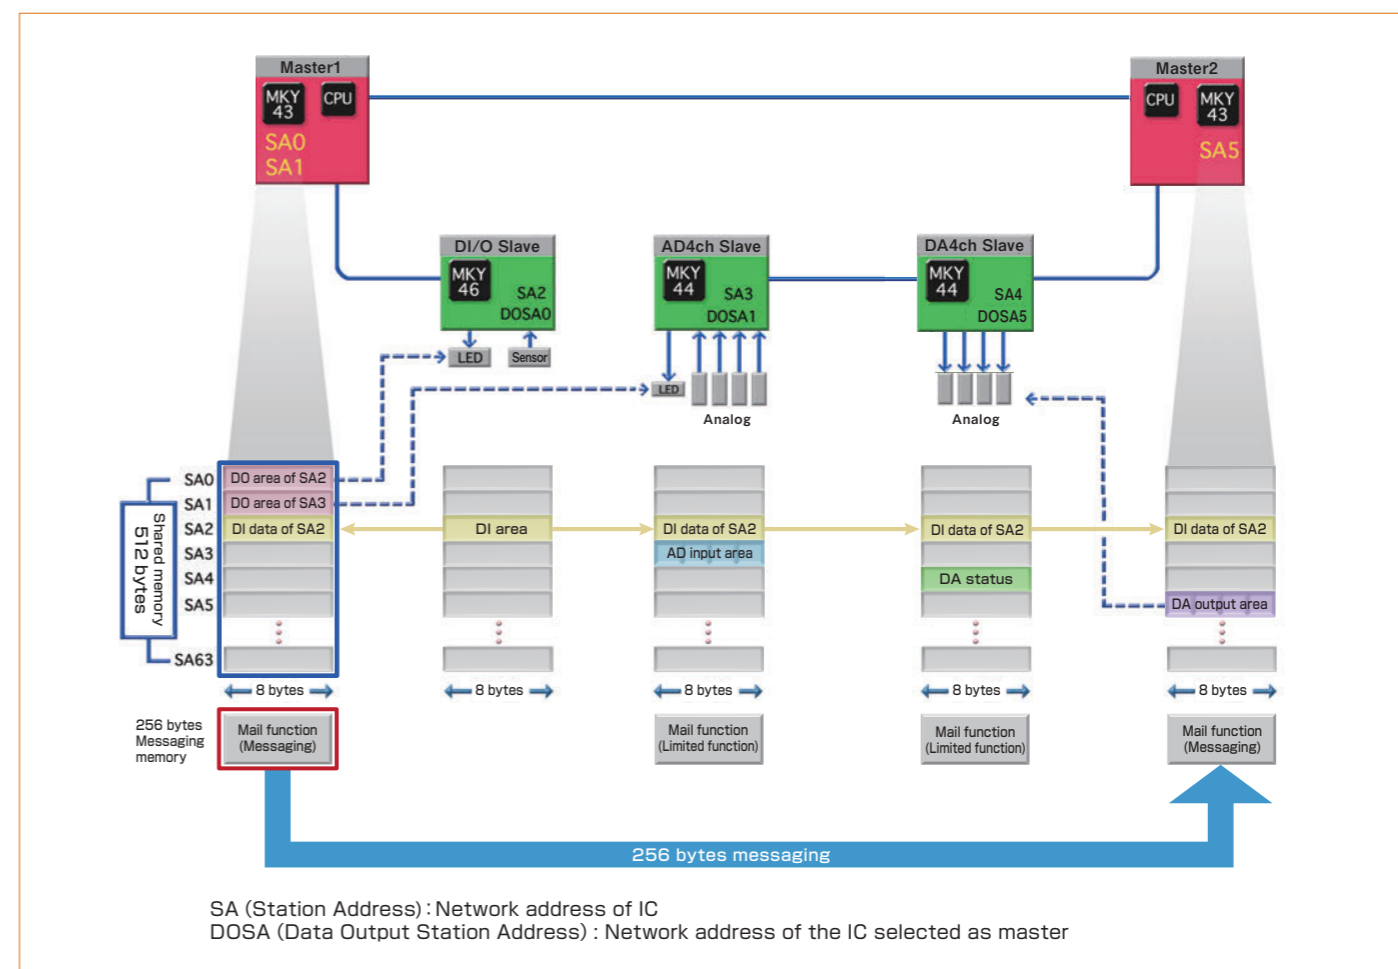 Master1
MKY
43
CPU
SA0
SA1
Master2
CPU
MKY
43
SA5
DI/O Slave
MKY
46
SA2
DOSA0
LED
Sensor
AD4ch Slave
MKY
44
SA3
DOSA1
LED
Analog
DA4ch Slave
MKY
44
SA4
DOSA5
Analog
Shared memory
512 bytes
SA0
SA1
SA2
SA3
SA4
SA5
SA63
DO area of SA2
DO area of SA3
DI data of SA2
DI area
DI data of SA2
AD input area
DI data of SA2
DA status
DI data of SA2
DA output area
8 bytes
8 bytes
8 bytes
8 bytes
8 bytes
256 bytes
Messaging
memory
Mail function
(Messaging)
Mail function
(Limited function)
Mail function
(Limited function)
Mail function
(Messaging)
256 bytes messaging
SA (Station Address) : Network address of IC
DOSA (Data Output Station Address) : Network address of the IC selected as master